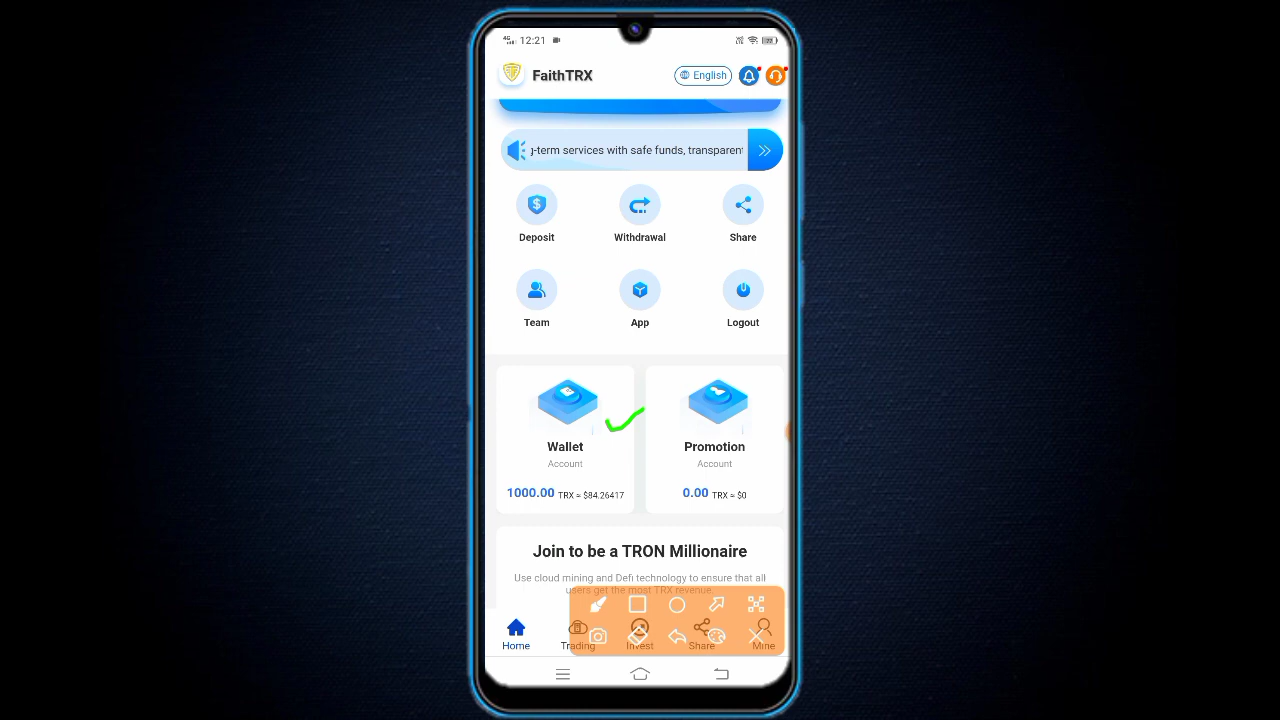 4G 12:21 77
FaithTRX
English
g-term services with safe funds, transparent
$
Deposit Withdrawal Share
Team App Logout
Wallet Promotion
Account Account
1000.00 TRX ≈ $84.26417 0.00 TRX ≈ $0
Join to be a TRON Millionaire
Use cloud mining and Defi technology to ensure that all
users get the most TRX revenue.
Home Trading Invest Share Mine